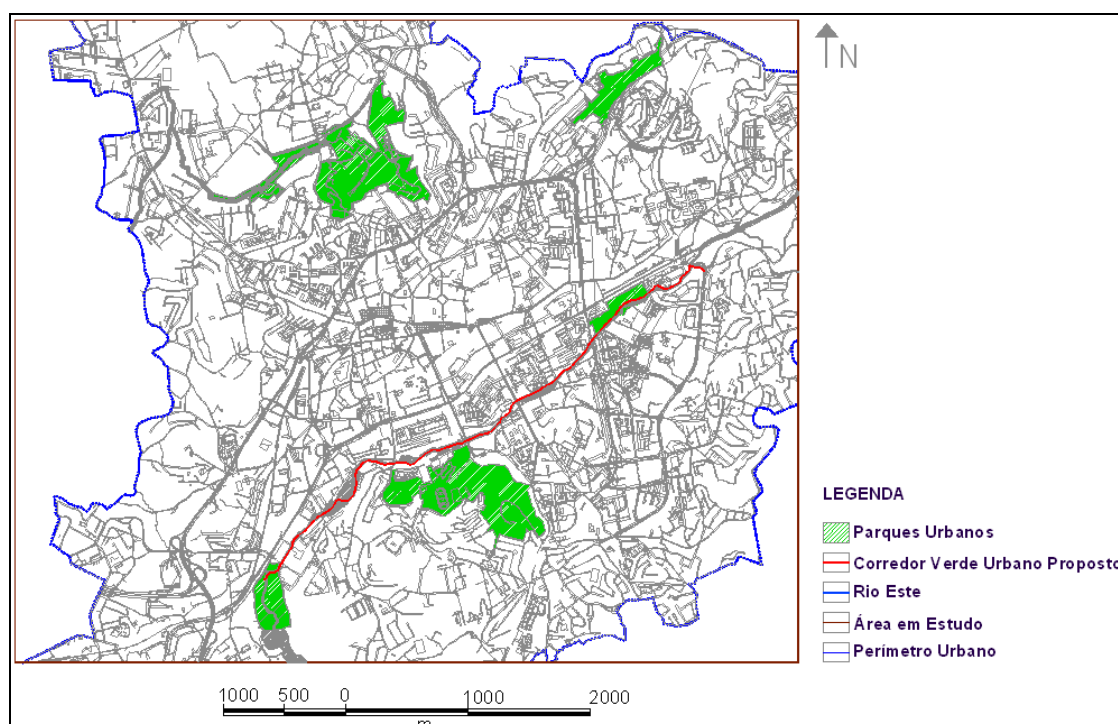 N
LEGENDA
Parques Urbanos
Corredor Verde Urbano Proposto
Rio Este
Área em Estudo
Perímetro Urbano
1000 500 0 1000 2000
m